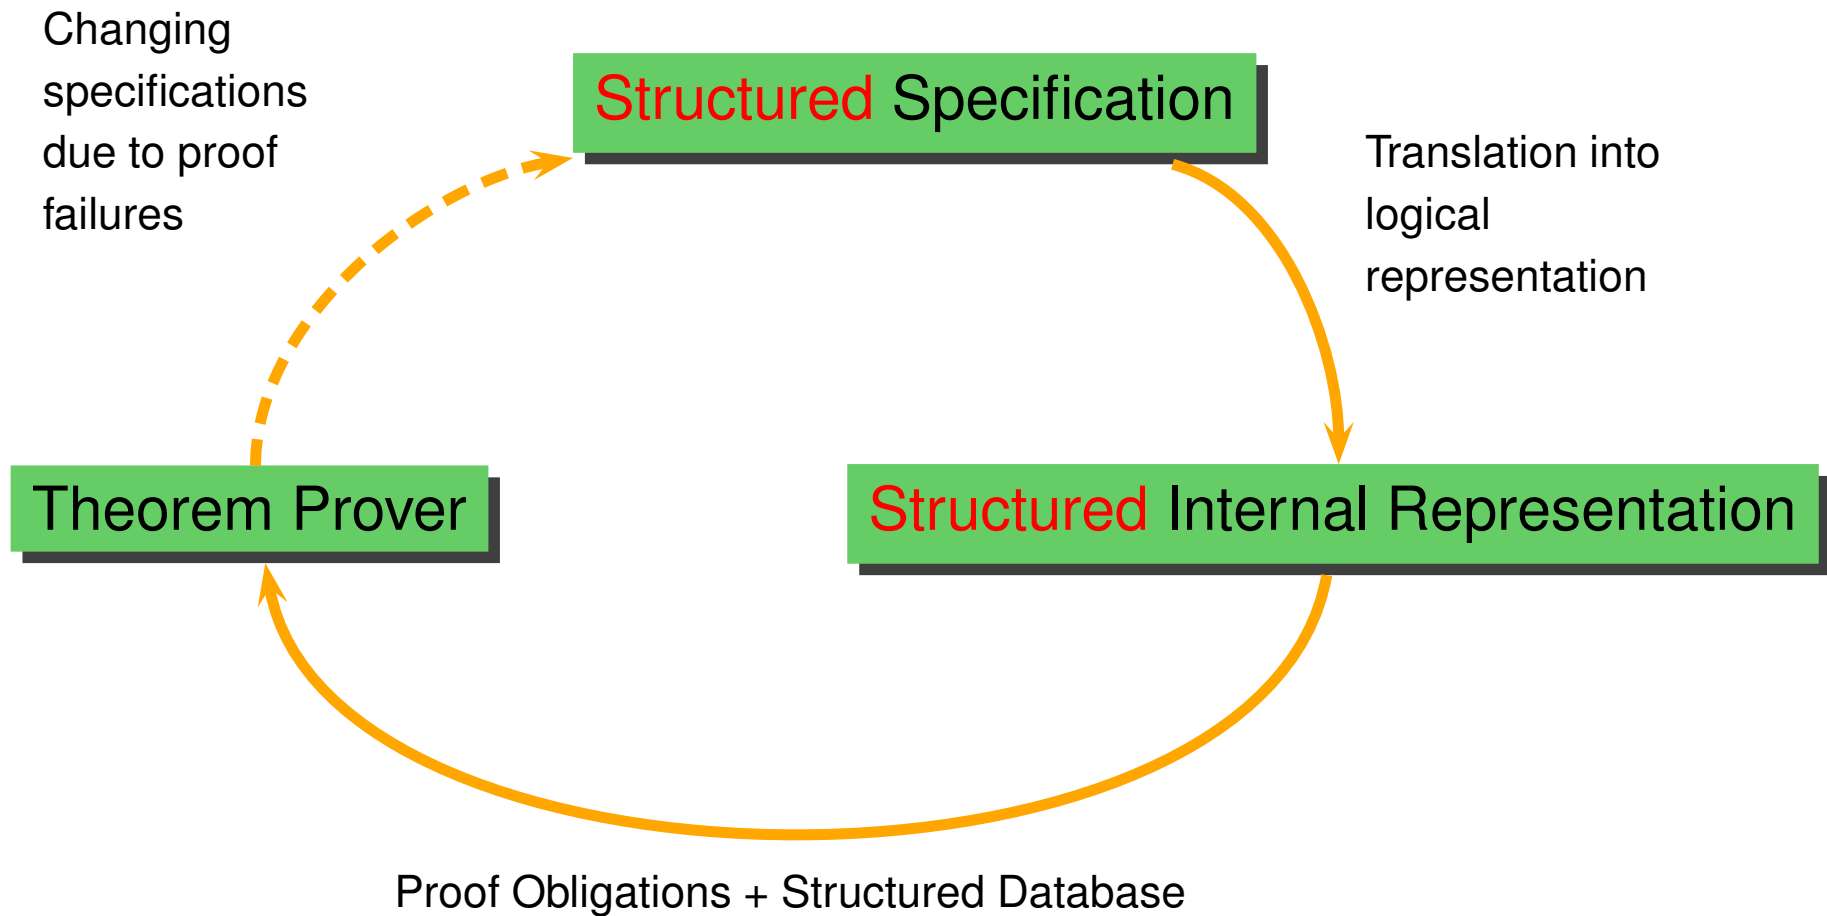 Changing
specifications
due to proof
failures
Structured Specification
Translation into
logical
representation
Theorem Prover
Structured Internal Representation
Proof Obligations + Structured Database